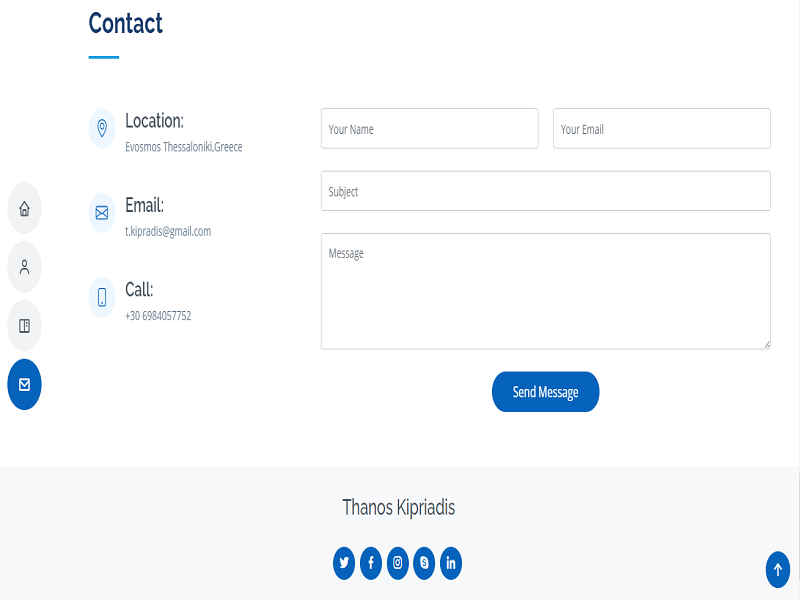 Contact
Location:
Evosmos Thessaloniki,Greece
Email:
t.kipradis@gmail.com
Call:
+30 6984057752
Your Name
Your Email
Subject
Message
Send Message
Thanos Kipriadis